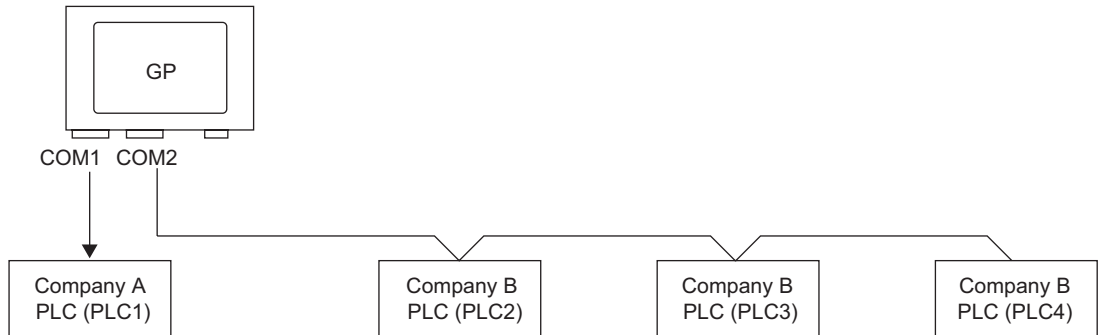 GP
COM1 COM2
Company A
PLC (PLC1)
Company B
PLC (PLC2)
Company B
PLC (PLC3)
Company B
PLC (PLC4)